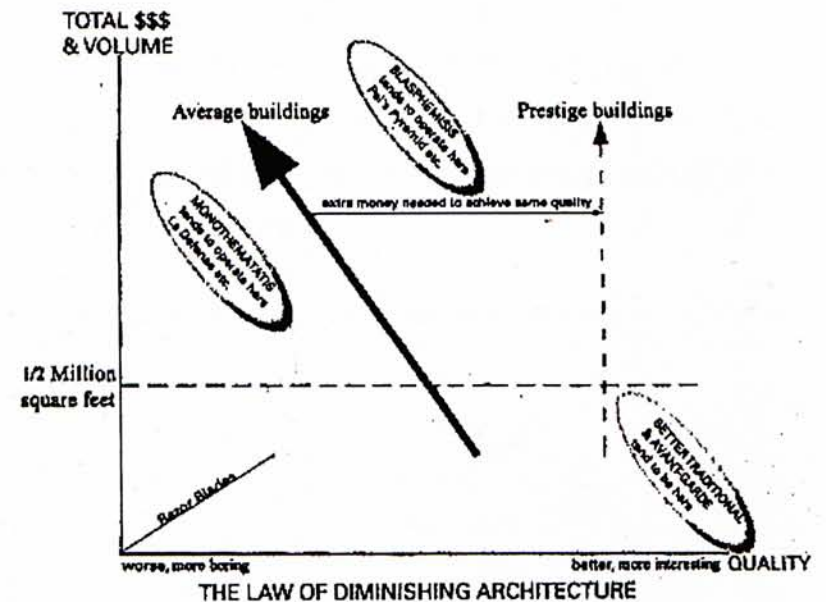 TOTAL $$$
& VOLUME
BLASPHEMISIS
tends to operate here
Pei's Pyramid etc.
Average buildings
Prestige buildings
extra money needed to achieve same quality
MONOTHEMATATIS
tends to operate here
La Defense etc.
1/2 Million
square feet
BETTER TRADITIONAL
& AVANT-GARDE
tend to be here
Razor Blades
worse, more boring
better, more interesting QUALITY
THE LAW OF DIMINISHING ARCHITECTURE